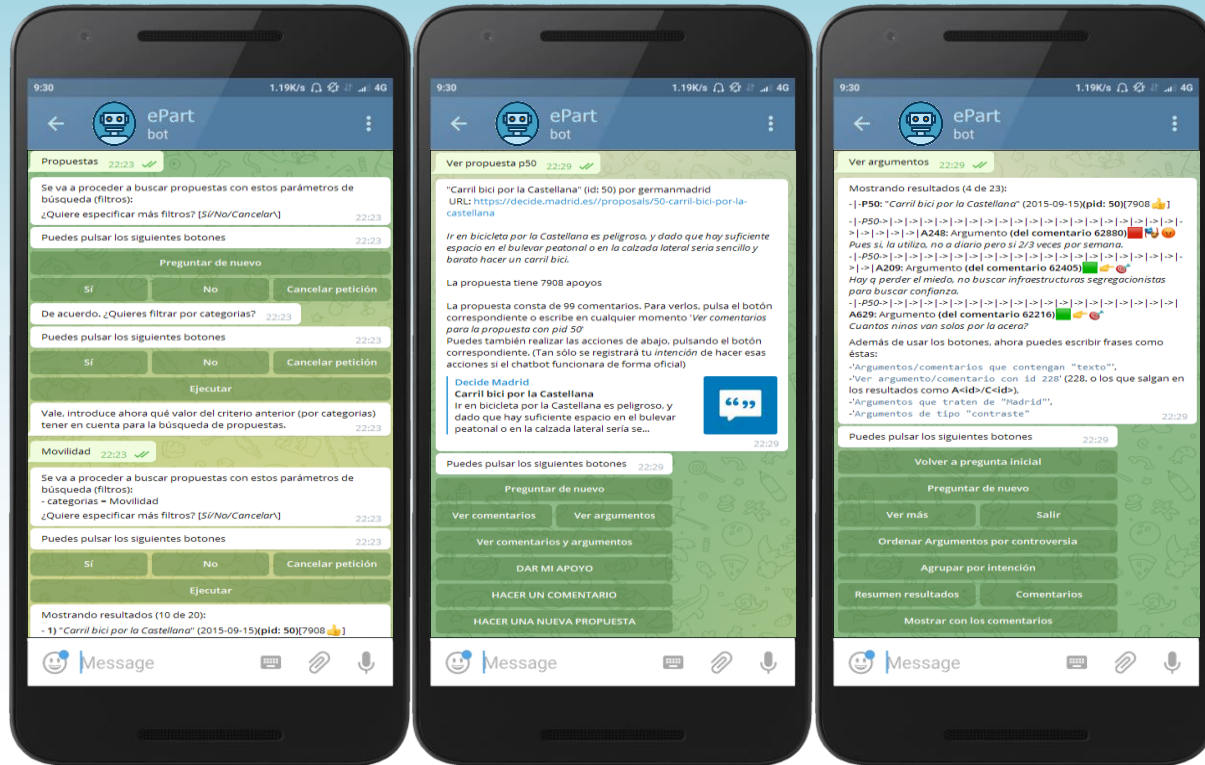 9:30
1.19K/s 4G
ePart
bot
Propuestas 22:23
Se va a proceder a buscar propuestas con estos parámetros de
búsqueda (filtros):
¿Quiere especificar más filtros? [Sí/No/Cancelar\] 22:23
Puedes pulsar los siguientes botones
Preguntar de nuevo
Sí No Cancelar petición
De acuerdo. ¿Quieres filtrar por categorias? 22:23
Puedes pulsar los siguientes botones
Sí No Cancelar petición
Ejecutar
Vale, introduce ahora qué valor del criterio anterior (por categorias)
tener en cuenta para la búsqueda de propuestas. 22:23
Movilidad 22:23
Se va a proceder a buscar propuestas con estos parámetros de
búsqueda (filtros):
- categorias = Movilidad
¿Quiere especificar más filtros? [Sí/No/Cancelar\] 22:23
Puedes pulsar los siguientes botones 22:23
Sí No Cancelar petición
Ejecutar
Mostrando resultados (10 de 20):
- 1) "Carril bici por la Castellana" (2015-09-15)(pid: 50)[7908👍]
Message
9:30
1.19K/s 4G
ePart
bot
Ver propuesta p50 22:29
"Carril bici por la Castellana" (id: 50) por germanmadrid
URL: https://decide.madrid.es//proposals/50-carril-bici-por-la-
castellana
Ir en bicicleta por la Castellana es peligroso, y dado que hay suficiente
espacio en el bulevar peatonal o en la calzada lateral seria sencillo y
barato hacer un carril bici.
La propuesta tiene 7908 apoyos
La propuesta consta de 99 comentarios. Para verlos, pulsa el botón
correspondiente o escribe en cualquier momento 'Ver comentarios
para la propuesta con pid 50'
Puedes también realizar las acciones de abajo, pulsando el botón
correspondiente. (Tan sólo se registrará tu intención de hacer esas
acciones si el chatbot funcionara de forma oficial)
Decide Madrid
Carril bici por la Castellana
Ir en bicicleta por la Castellana es peligroso, y
dado que hay suficiente espacio en el bulevar
peatonal o en la calzada lateral sería se...
22:29
Puedes pulsar los siguientes botones 22:29
Preguntar de nuevo
Ver comentarios Ver argumentos
Ver comentarios y argumentos
DAR MI APOYO
HACER UN COMENTARIO
HACER UNA NUEVA PROPUESTA
Message
9:30
1.19K/s 4G
ePart
bot
Ver argumentos 22:29
Mostrando resultados (4 de 23):
-|-P50: "Carril bici por la Castellana" (2015-09-15)(pid: 50)[7908👍]
-|-P50->|->|->|->|->|->|->|->|->|->|->|->|->|->|->|->|->|-
>|->|->|->|A248: Argumento (del comentario 62880)
Pues si, la utilizo, no a diario pero si 2/3 veces por semana.
-|-P50->|->|->|->|->|->|->|->|->|->|->|->|->|->|->|->|->|-
>|->|A209: Argumento (del comentario 62405)
Hay q perder el miedo, no buscar infraestructuras segregacionistas
para buscar confianza.
-|-P50->|->|->|->|->|->|->|->|->|->|->|->|->|->|->|->|->|
A629: Argumento (del comentario 62216)
Cuantos ninos van solos por la acera?
Además de usar los botones, ahora puedes escribir frases como
éstas:
-'Argumentos/comentarios que contengan "texto"',
-'Ver argumento/comentario con id 228' (228, o los que salgan en
los resultados como A<id>/C<id>),
-'Argumentos que traten de "Madrid"',
-'Argumentos de tipo "contraste" 22:29
Puedes pulsar los siguientes botones 22:29
Volver a pregunta inicial
Preguntar de nuevo
Ver más Salir
Ordenar Argumentos por controversia
Agrupar por intención
Resumen resultados Comentarios
Mostrar con los comentarios
Message